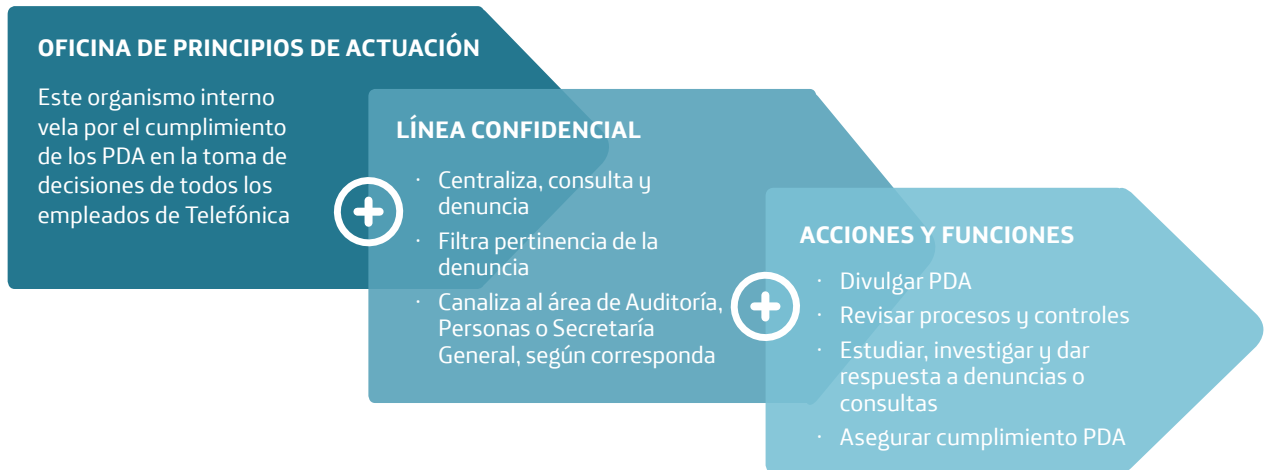 OFICINA DE PRINCIPIOS DE ACTUACIÓN
Este organismo interno
vela por el cumplimiento
de los PDA en la toma de
decisiones de todos los
empleados de Telefónica
LÍNEA CONFIDENCIAL
· Centraliza, consulta y
denuncia
· Filtra pertinencia de la
denuncia
· Canaliza al área de Auditoría,
Personas o Secretaría
General, según corresponda
ACCIONES Y FUNCIONES
· Divulgar PDA
· Revisar procesos y controles
· Estudiar, investigar y dar
respuesta a denuncias o
consultas
· Asegurar cumplimiento PDA